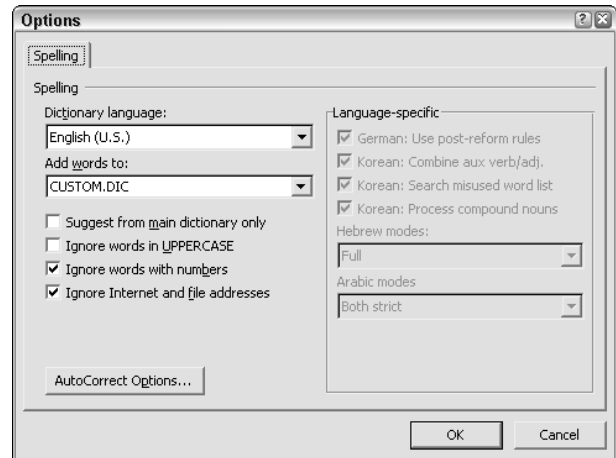 Options
Spelling
Spelling
Dictionary language:
English (U.S.)
Add words to:
CUSTOM.DIC
Suggest from main dictionary only
Ignore words in UPPERCASE
Ignore words with numbers
Ignore Internet and file addresses
AutoCorrect Options...
Language-specific
German: Use post-reform rules
Korean: Combine aux verb/adj.
Korean: Search misused word list
Korean: Process compound nouns
Hebrew modes:
Full
Arabic modes
Both strict
OK
Cancel